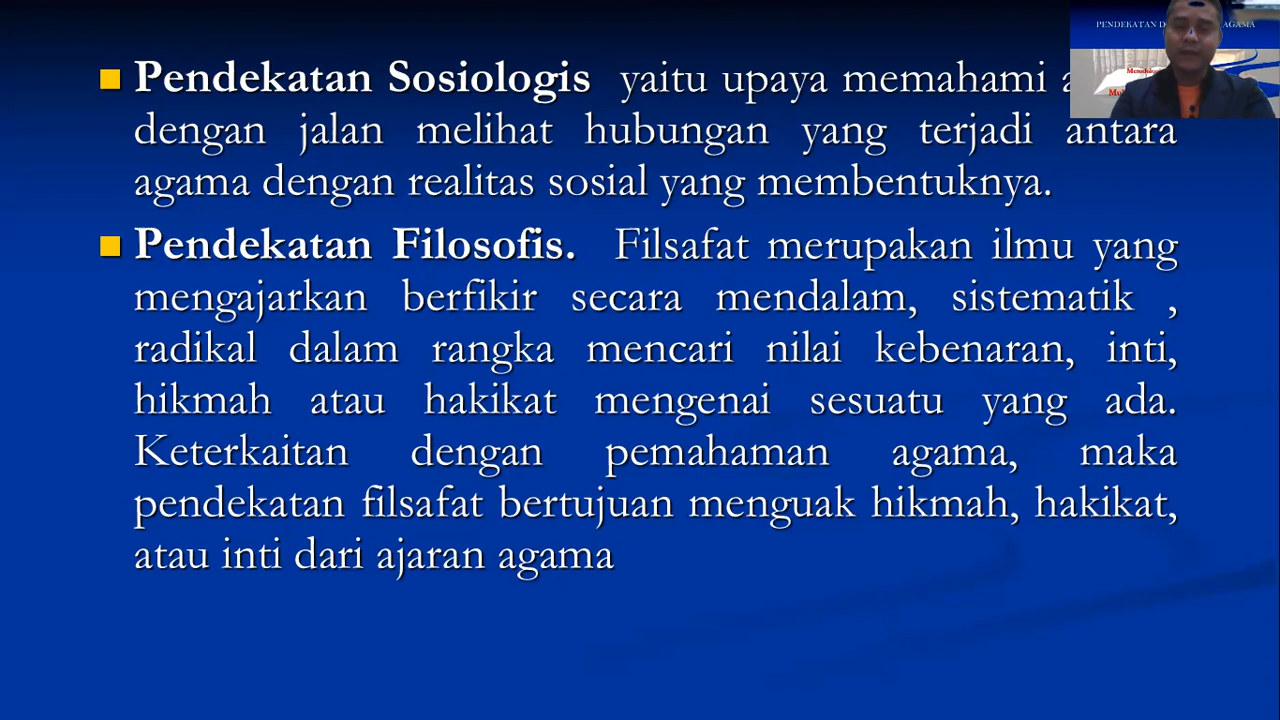 Pendekatan Sosiologis yaitu upaya memahami
dengan jalan melihat hubungan yang terjadi antara
agama dengan realitas sosial yang membentuknya.
Pendekatan Filosofis. Filsafat merupakan ilmu yang
mengajarkan berfikir secara mendalam, sistematik ,
radikal dalam rangka mencari nilai kebenaran, inti,
hikmah atau hakikat mengenai sesuatu yang ada.
Keterkaitan dengan pemahaman agama, maka
pendekatan filsafat bertujuan menguak hikmah, hakikat,
atau inti dari ajaran agama
PENDEKATAN AGAMA